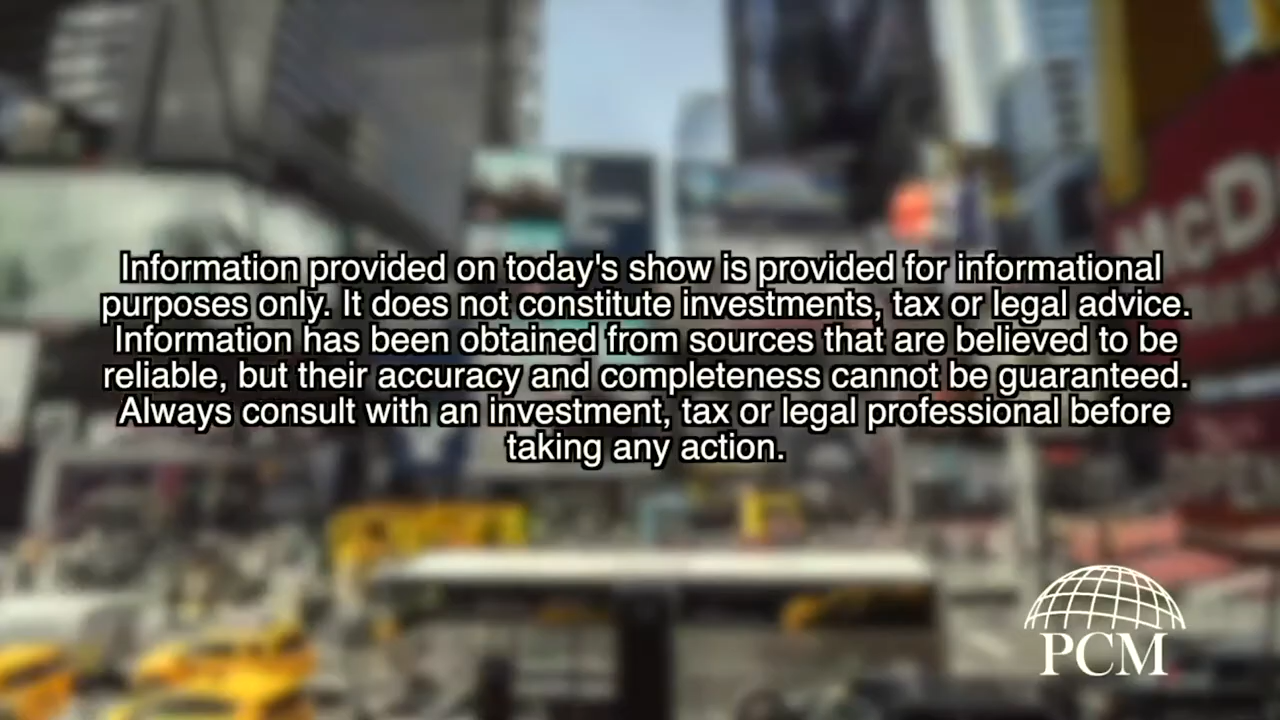 Information provided on today's show is provided for informational
purposes only. It does not constitute investments, tax or legal advice.
Information has been obtained from sources that are believed to be
reliable, but their accuracy and completeness cannot be guaranteed.
Always consult with an investment, tax or legal professional before
taking any action.
McD
PCM